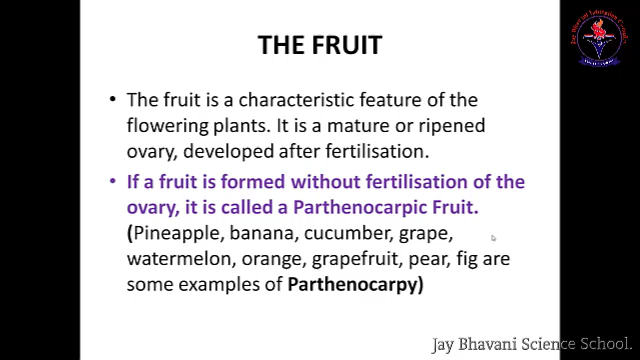 THE FRUIT
• The fruit is a characteristic feature of the
flowering plants. It is a mature or ripened
ovary, developed after fertilisation.
• If a fruit is formed without fertilisation of the
ovary, it is called a Parthenocarpic Fruit.
(Pineapple, banana, cucumber, grape,
watermelon, orange, grapefruit, pear, fig are
some examples of Parthenocarpy)
Jay Bhavani Science School.